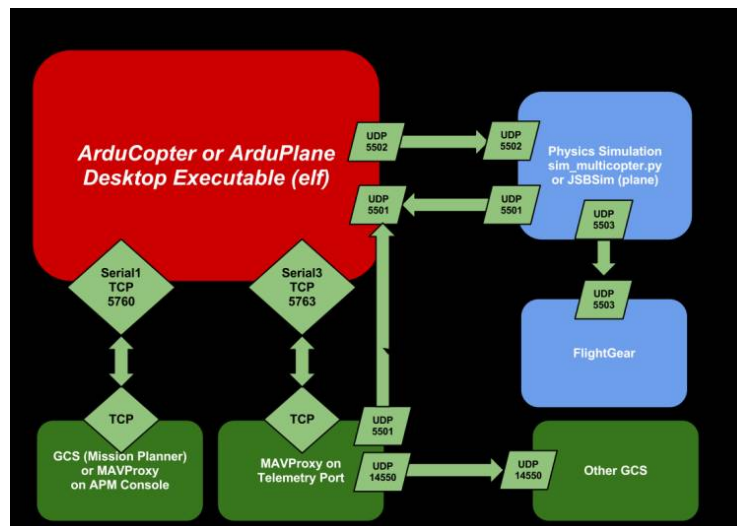 ArduCopter or ArduPlane
Desktop Executable (elf)
UDP
5502
UDP
5502
Physics Simulation
sim_multicopter.py
or JSBSim (plane)
UDP
5501
UDP
5501
UDP
5503
Serial1
TCP
5760
Serial3
TCP
5763
UDP
5503
FlightGear
TCP
TCP
UDP
5501
GCS (Mission Planner)
or MAVProxy
on APM Console
MAVProxy on
Telemetry Port
UDP
14550
UDP
14550
Other GCS